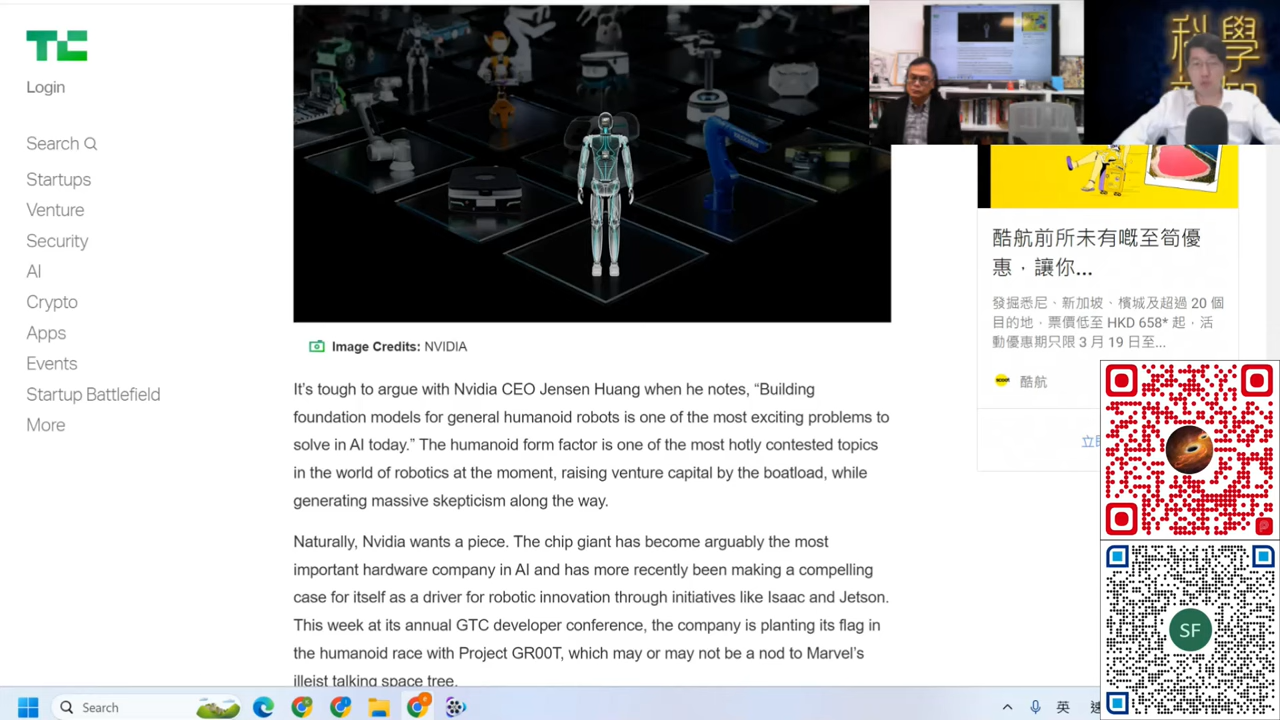 TC
Login
Search
Startups
Venture
Security
AI
Crypto
Apps
Events
Startup Battlefield
More
Image Credits: NVIDIA
It's tough to argue with Nvidia CEO Jensen Huang when he notes, “Building
foundation models for general humanoid robots is one of the most exciting problems to
solve in AI today.” The humanoid form factor is one of the most hotly contested topics
in the world of robotics at the moment, raising venture capital by the boatload, while
generating massive skepticism along the way.
Naturally, Nvidia wants a piece. The chip giant has become arguably the most
important hardware company in AI and has more recently been making a compelling
case for itself as a driver for robotic innovation through initiatives like Isaac and Jetson.
This week at its annual GTC developer conference, the company is planting its flag in
the humanoid race with Project GR00T, which may or may not be a nod to Marvel's
illeist talking space tree.
科學
酷航前所未有嘅至筍優
惠，讓你...
發掘悉尼、新加坡、檳城及超過 20 個
目的地，票價低至 HKD 658* 起，活
動優惠期只限 3 月 19 日至...
酷航
立即
SF
Search
英
速